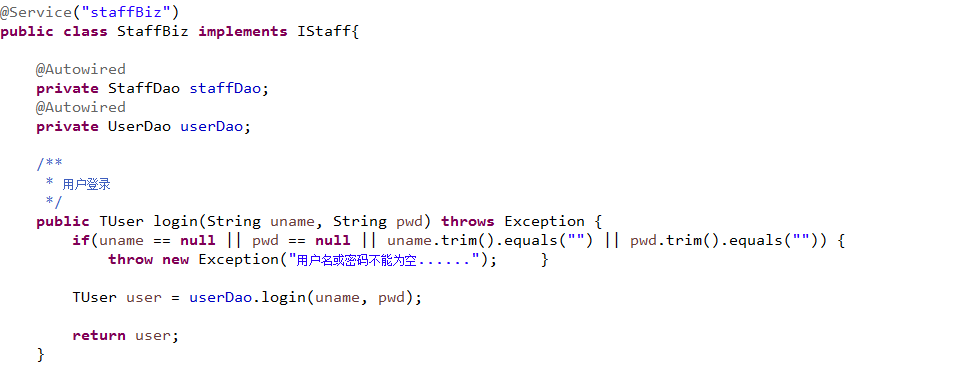 @Service("staffBiz")
public class StaffBiz implements IStaff{
@Autowired
private StaffDao staffDao;
@Autowired
private UserDao userDao;
/**
* 用户登录
*/
public TUser login(String uname, String pwd) throws Exception {
if(uname == null || pwd == null || uname.trim().equals("") || pwd.trim().equals("")) {
throw new Exception("用户名或密码不能为空......"); }
TUser user = userDao.login(uname, pwd);
return user;
}